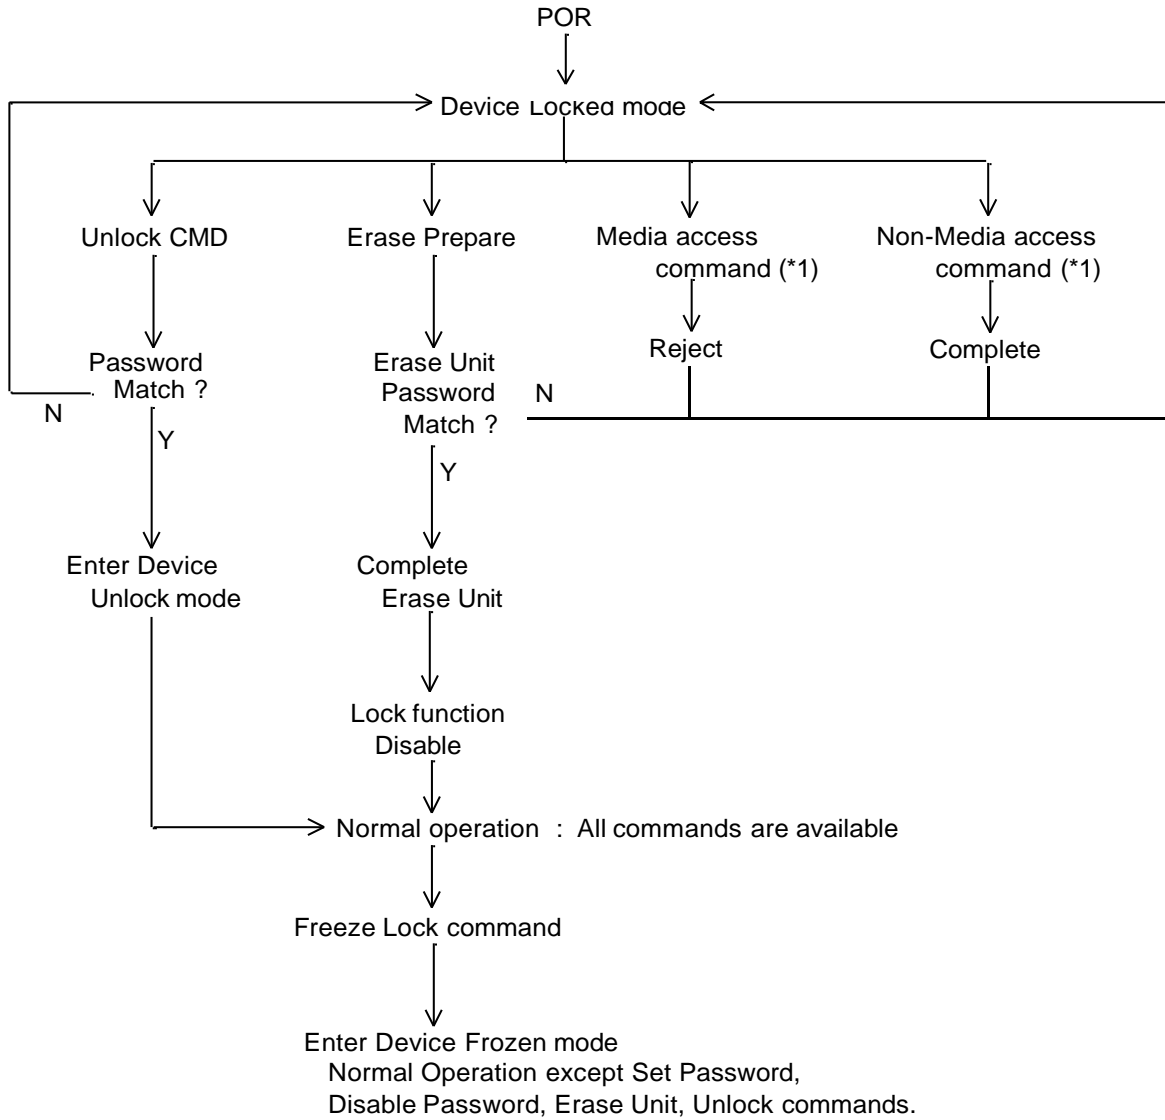 POR
Device Locked mode
Unlock CMD
Erase Prepare
Media access
command (*1)
Non-Media access
command (*1)
Password
Match ?
Erase Unit
Password
Match ?
Reject
Complete
N
N
Y
Y
Enter Device
Unlock mode
Complete
Erase Unit
Lock function
Disable
Normal operation : All commands are available
Freeze Lock command
Enter Device Frozen mode
Normal Operation except Set Password,
Disable Password, Erase Unit, Unlock commands.